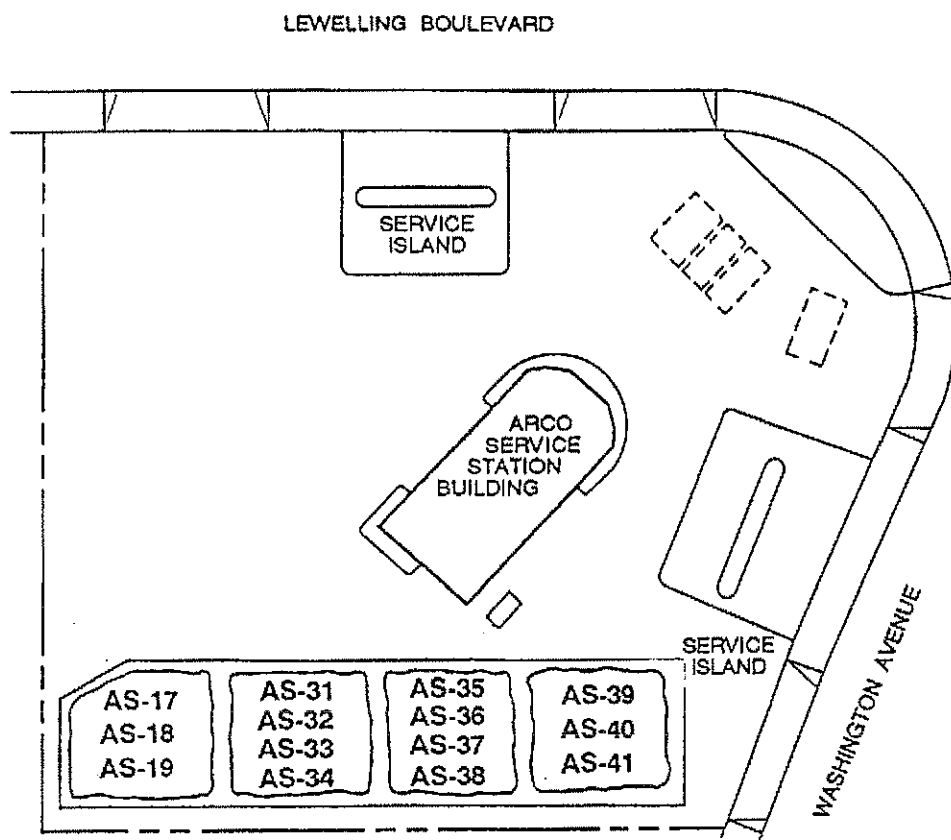 LEWELLING BOULEVARD
SERVICE
ISLAND
ARCO
SERVICE
STATION
BUILDING
SERVICE
ISLAND
WASHINGTON AVENUE
AS-17
AS-18
AS-19
AS-31
AS-32
AS-33
AS-34
AS-35
AS-36
AS-37
AS-38
AS-39
AS-40
AS-41